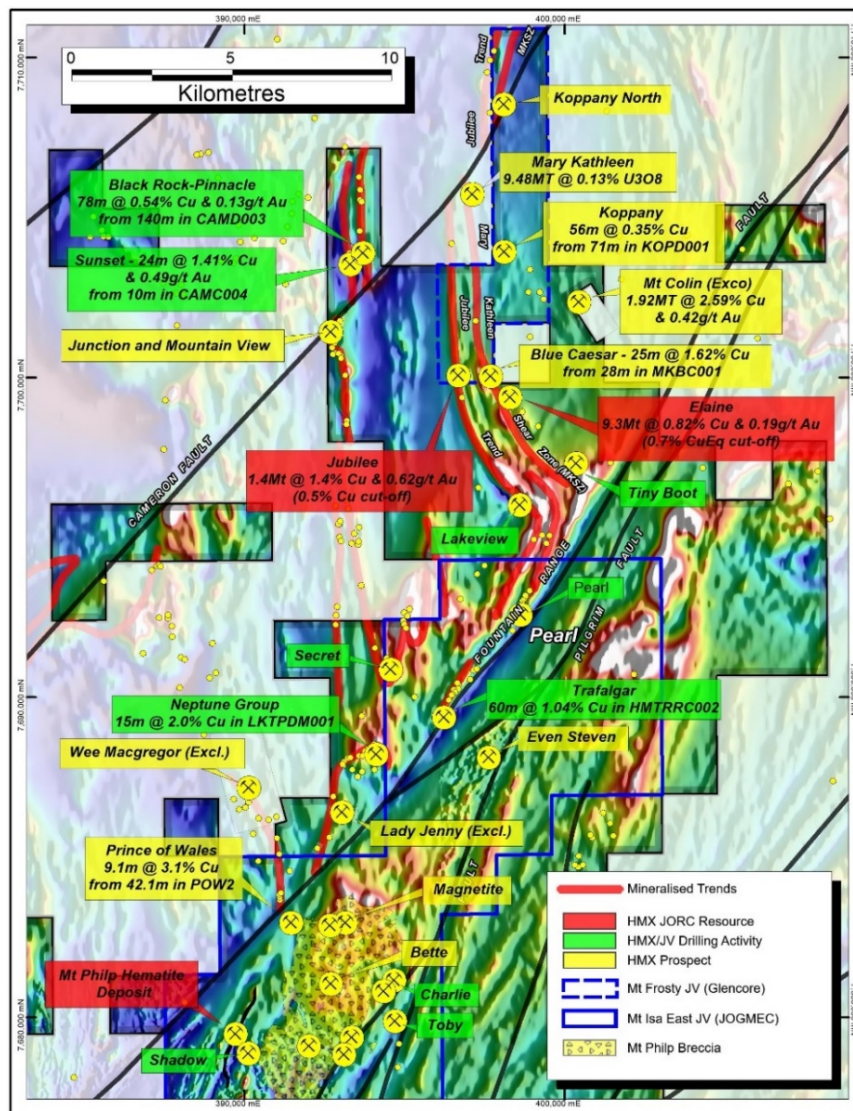 390,000 mE
400,000 mE
7,710,000 mN
0
5
10
Kilometres
Trend
MKSZ
Koppany North
Jubilee
Mary Kathleen
9.48MT @ 0.13% U3O8
Black Rock-Pinnacle
78m @ 0.54% Cu & 0.13g/t Au
from 140m in CAMD003
Mary
Koppany
56m @ 0.35% Cu
from 71m in KOPD001
Sunset - 24m @ 1.41% Cu
& 0.49g/t Au
from 10m in CAMC004
FAULT
Mt Colin (Exco)
1.92MT @ 2.59% Cu
& 0.42g/t Au
Jubilee
Kathleen
Junction and Mountain View
Blue Caesar - 25m @ 1.62% Cu
from 28m in MKBC001
7,700,000 mN
Elaine
9.3Mt @ 0.82% Cu & 0.19g/t Au
(0.7% CuEq cut-off)
Shear
Trend
Zone (MKSZ)
CAMERON FAULT
Jubilee
1.4Mt @ 1.4% Cu & 0.62g/t Au
(0.5% Cu cut-off)
Tiny Boot
Lakeview
RANGE
FAULT
Pearl
FOUNTAIN
Pearl
PILGRIM
Secret
7,690,000 mN
Neptune Group
15m @ 2.0% Cu in LKTPDM001
Trafalgar
60m @ 1.04% Cu in HMTRRC002
Wee Macgregor (Excl.)
Even Steven
Lady Jenny (Excl.)
Prince of Wales
9.1m @ 3.1% Cu
from 42.1m in POW2
Magnetite
Bette
Mt Philp Hematite
Deposit
Charlie
Toby
7,680,000 mN
Shadow
Mineralised Trends
HMX JORC Resource
HMX/JV Drilling Activity
HMX Prospect
Mt Frosty JV (Glencore)
Mt Isa East JV (JOGMEC)
Mt Philp Breccia
390,000 mE
400,000 mE